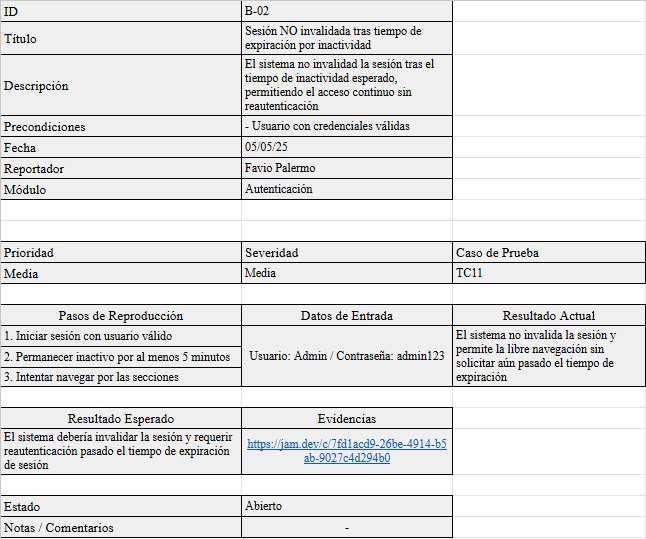 ID B-02
Título Sesión NO invalidada tras tiempo de
expiración por inactividad
Descripción El sistema no invalidad la sesión tras el
tiempo de inactividad esperado,
permitiendo el acceso continuo sin
reautenticación
Precondiciones - Usuario con credenciales válidas
Fecha 05/05/25
Reportador Favio Palermo
Módulo Autenticación
Prioridad Severidad Caso de Prueba
Media Media TC11
Pasos de Reproducción Datos de Entrada Resultado Actual
1. Iniciar sesión con usuario válido
2. Permanecer inactivo por al menos 5 minutos
3. Intentar navegar por las secciones
Usuario: Admin / Contraseña: admin123
El sistema no invalida la sesión y
permite la libre navegación sin
solicitar aún pasado el tiempo de
expiración
Resultado Esperado Evidencias
El sistema debería invalidar la sesión y requerir
reautenticación pasado el tiempo de expiración
de sesión
https://jam.dev/c/7fd1acd9-26be-4914-b5
ab-9027c4d294b0
Estado Abierto
Notas / Comentarios -